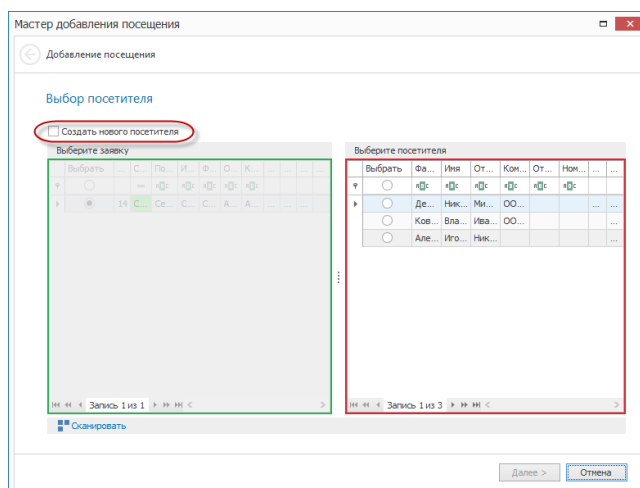 Мастер добавления посещения
Добавление посещения
Выбор посетителя
Создать нового посетителя
Выберите заявку
Выбрать ... С... По... И... Ф... О... К... ... ... ...
14 С... Се... С... С... А... А... ... ... ...
Запись 1 из 1
Выберите посетителя
Выбрать Фа... Имя От... Ком... От... Ном... ... ...
Де... Ник... Ми... ОО... ... ...
Ков... Вла... Ива... ОО... ...
Але... Иго... Ник... ...
Запись 1 из 3
Сканировать
Далее >
Отмена